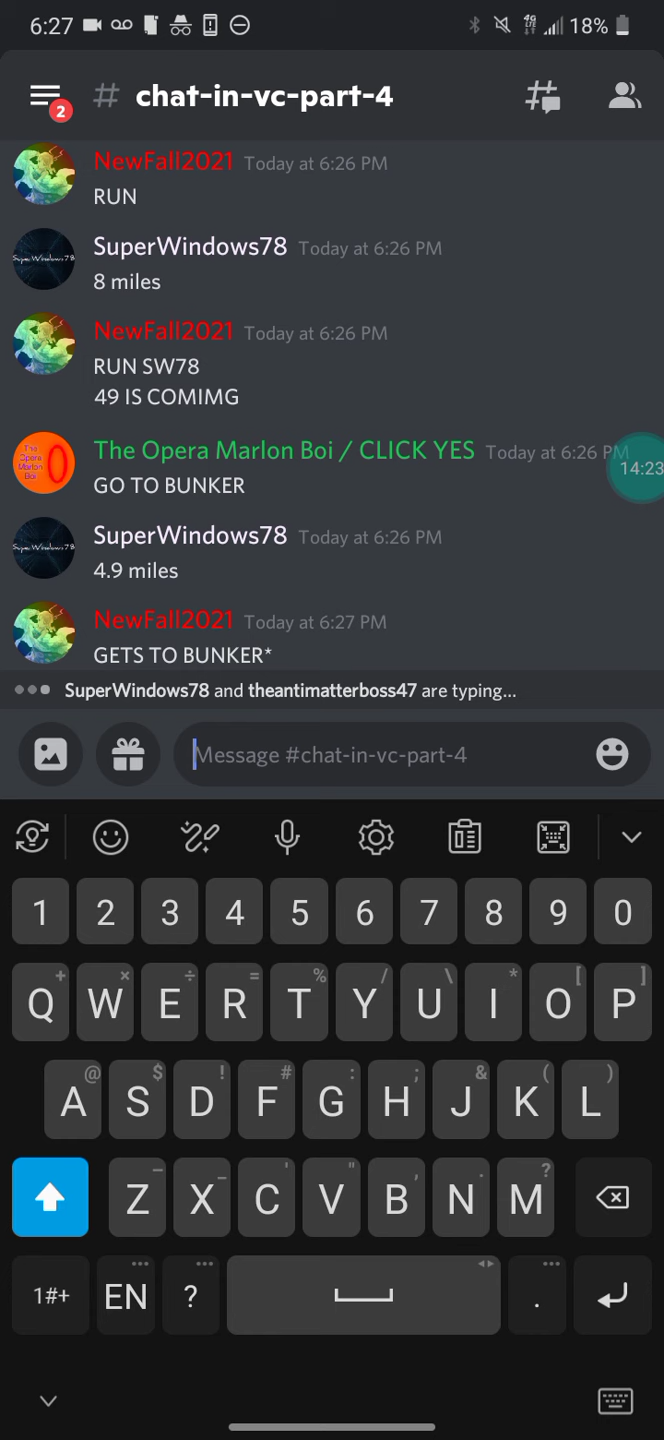 6:27 18%
2 # chat-in-vc-part-4
NewFall2021 Today at 6:26 PM
RUN
SuperWindows78 Today at 6:26 PM
8 miles
NewFall2021 Today at 6:26 PM
RUN SW78
49 IS COMIMG
The Opera Marlon Boi / CLICK YES Today at 6:26 PM
14:23
GO TO BUNKER
SuperWindows78 Today at 6:26 PM
4.9 miles
NewFall2021 Today at 6:27 PM
GETS TO BUNKER*
SuperWindows78 and theantimatterboss47 are typing...
Message #chat-in-vc-part-4
1 2 3 4 5 6 7 8 9 0
Q W E R T Y U I O P
A S D F G H J K L
Z X C V B N M
1#+ EN ? .